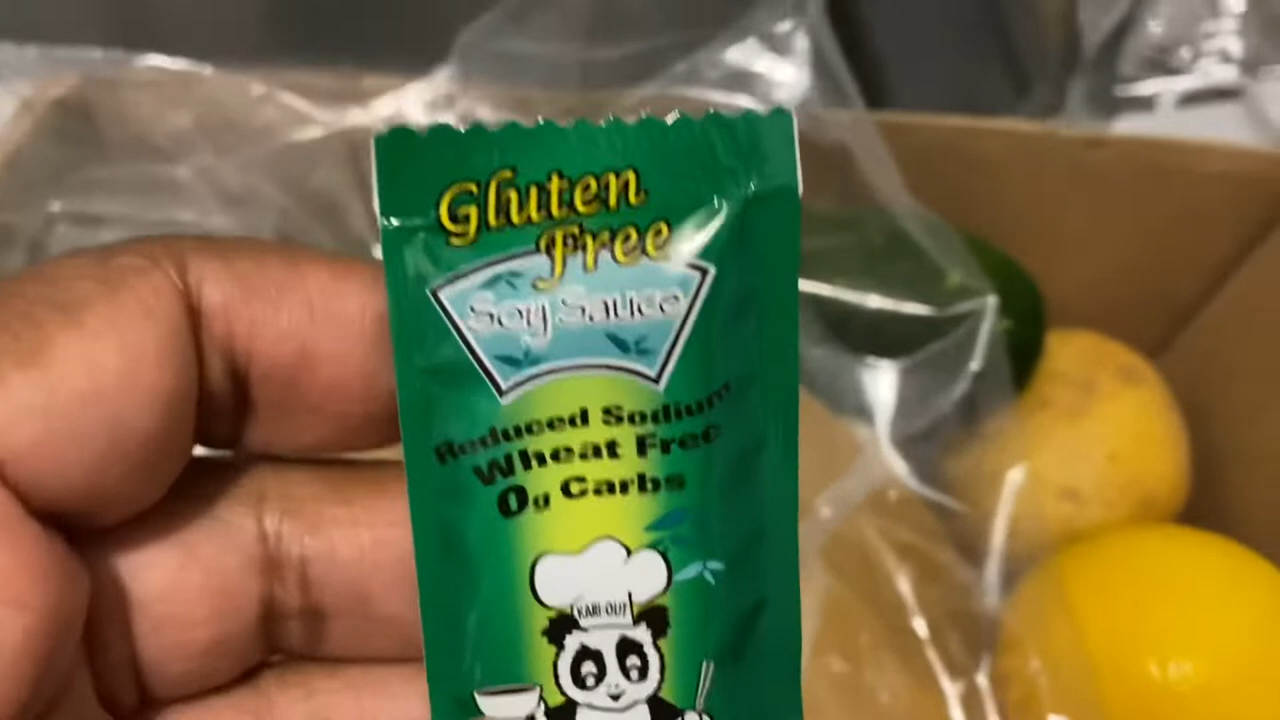 Gluten
Free
Soy Sauce
Reduced Sodium
Wheat Free
0g Carbs
KARI-OUT